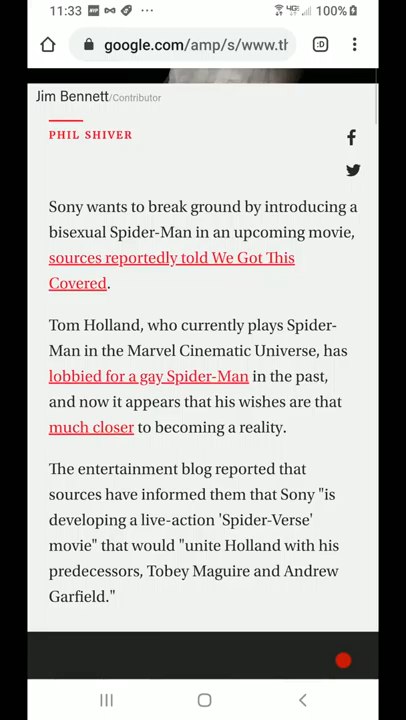 11:33
100%
google.com/amp/s/www.th
:D
Jim Bennett/Contributor
PHIL SHIVER
Sony wants to break ground by introducing a
bisexual Spider-Man in an upcoming movie,
sources reportedly told We Got This
Covered.
Tom Holland, who currently plays Spider-
Man in the Marvel Cinematic Universe, has
lobbied for a gay Spider-Man in the past,
and now it appears that his wishes are that
much closer to becoming a reality.
The entertainment blog reported that
sources have informed them that Sony "is
developing a live-action 'Spider-Verse'
movie" that would "unite Holland with his
predecessors, Tobey Maguire and Andrew
Garfield."